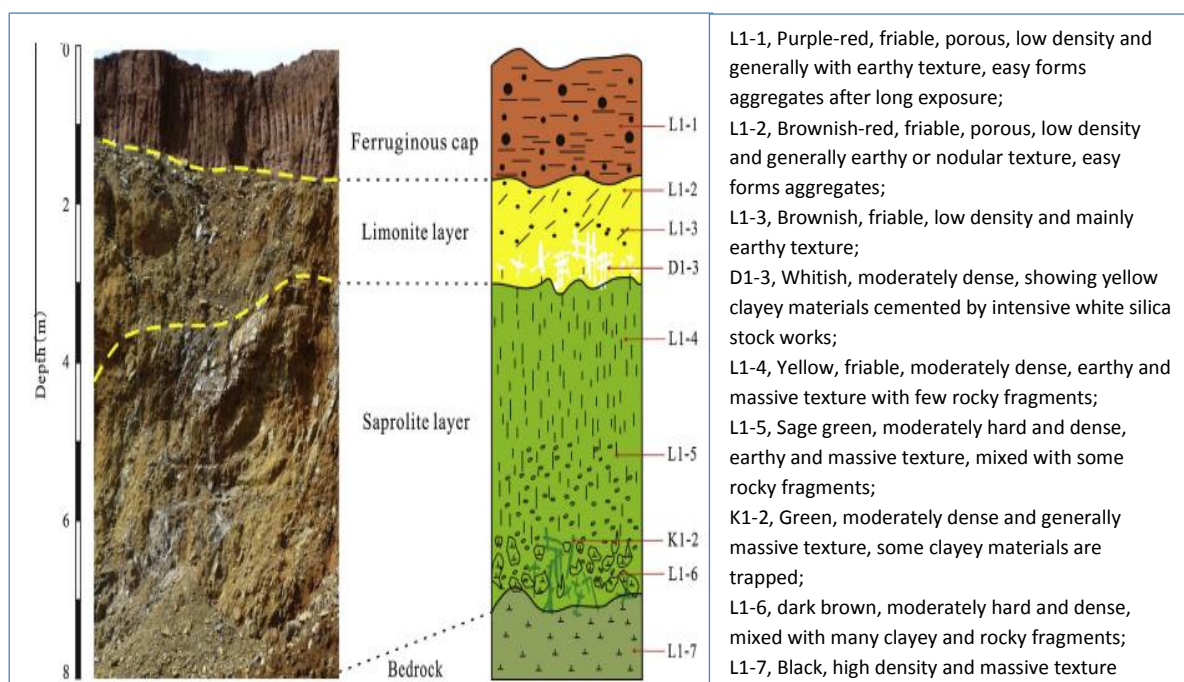 Depth(m)
0
2
4
6
8
Ferruginous cap
Limonite layer
Saprolite layer
Bedrock
L1-1
L1-2
L1-3
D1-3
L1-4
L1-5
K1-2
L1-6
L1-7
L1-1, Purple-red, friable, porous, low density and
generally with earthy texture, easy forms
aggregates after long exposure;
L1-2, Brownish-red, friable, porous, low density
and generally earthy or nodular texture, easy
forms aggregates;
L1-3, Brownish, friable, low density and mainly
earthy texture;
D1-3, Whitish, moderately dense, showing yellow
clayey materials cemented by intensive white silica
stock works;
L1-4, Yellow, friable, moderately dense, earthy and
massive texture with few rocky fragments;
L1-5, Sage green, moderately hard and dense,
earthy and massive texture, mixed with some
rocky fragments;
K1-2, Green, moderately dense and generally
massive texture, some clayey materials are
trapped;
L1-6, dark brown, moderately hard and dense,
mixed with many clayey and rocky fragments;
L1-7, Black, high density and massive texture